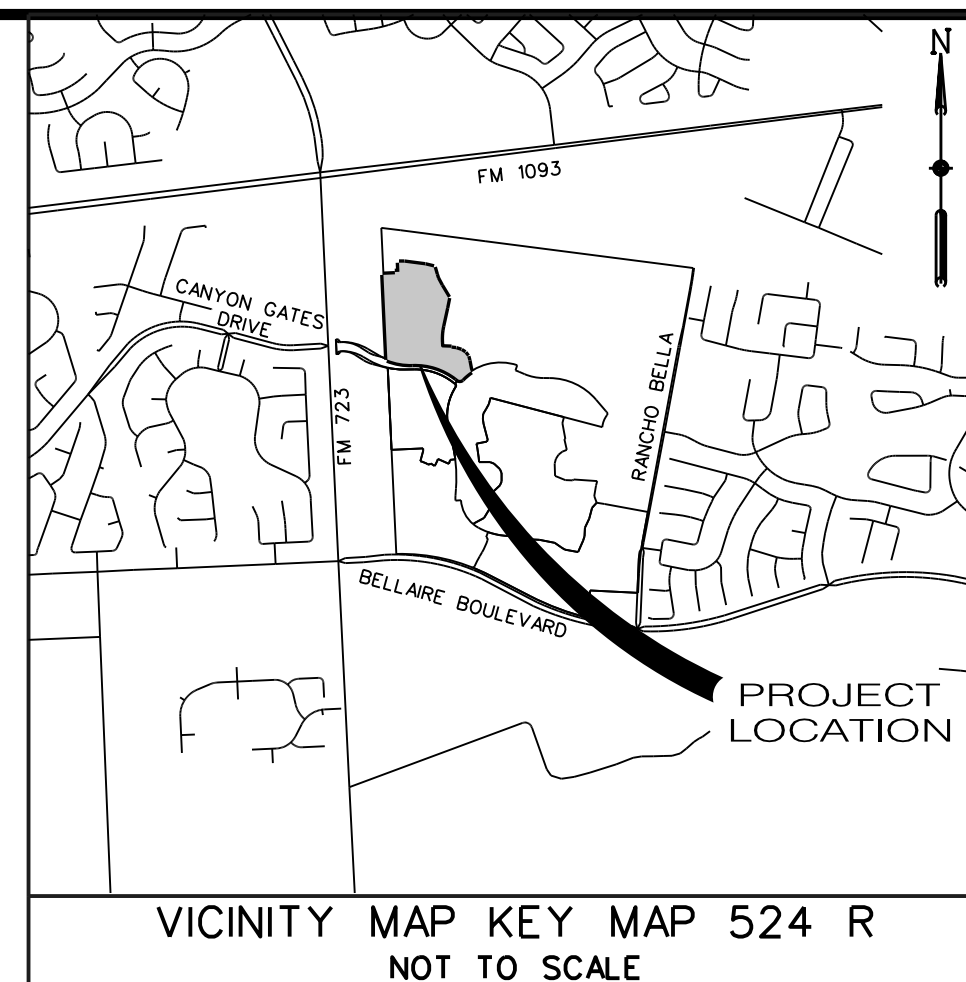 N
FM 1093
CANYON GATES
DRIVE
FM 723
RANCHO BELLA
BELLAIRE BOULEVARD
PROJECT
LOCATION
VICINITY MAP KEY MAP 524 R
NOT TO SCALE